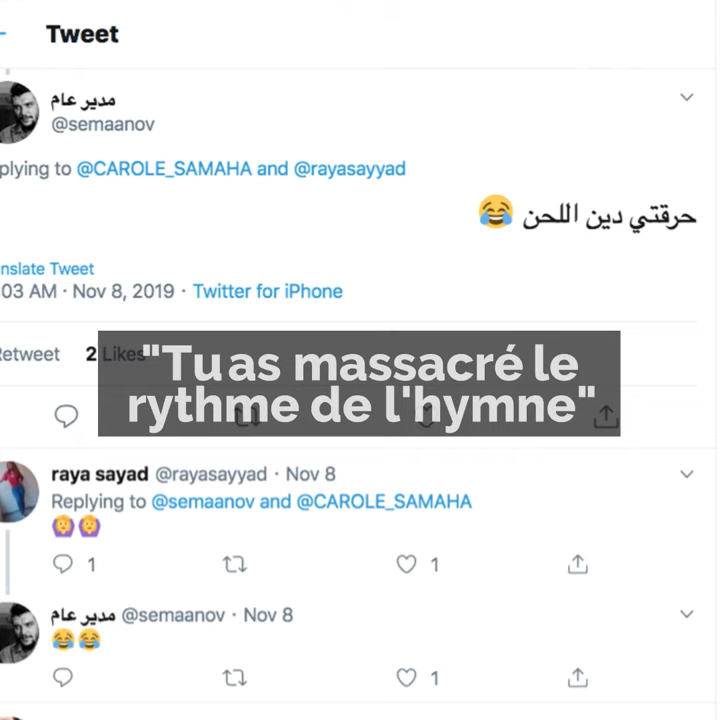 Tweet
مدير عام
@semaanov
plying to @CAROLE_SAMAHA and @rayasayyad
حرقتي دين اللحن 😂
nslate Tweet
:03 AM · Nov 8, 2019 · Twitter for iPhone
Retweet 2 Likes
"Tu as massacré le
rythme de l'hymne"
raya sayad @rayasayyad · Nov 8
Replying to @semaanov and @CAROLE_SAMAHA
🙆🙆
1 1
مدير عام @semaanov · Nov 8
😂😂
1